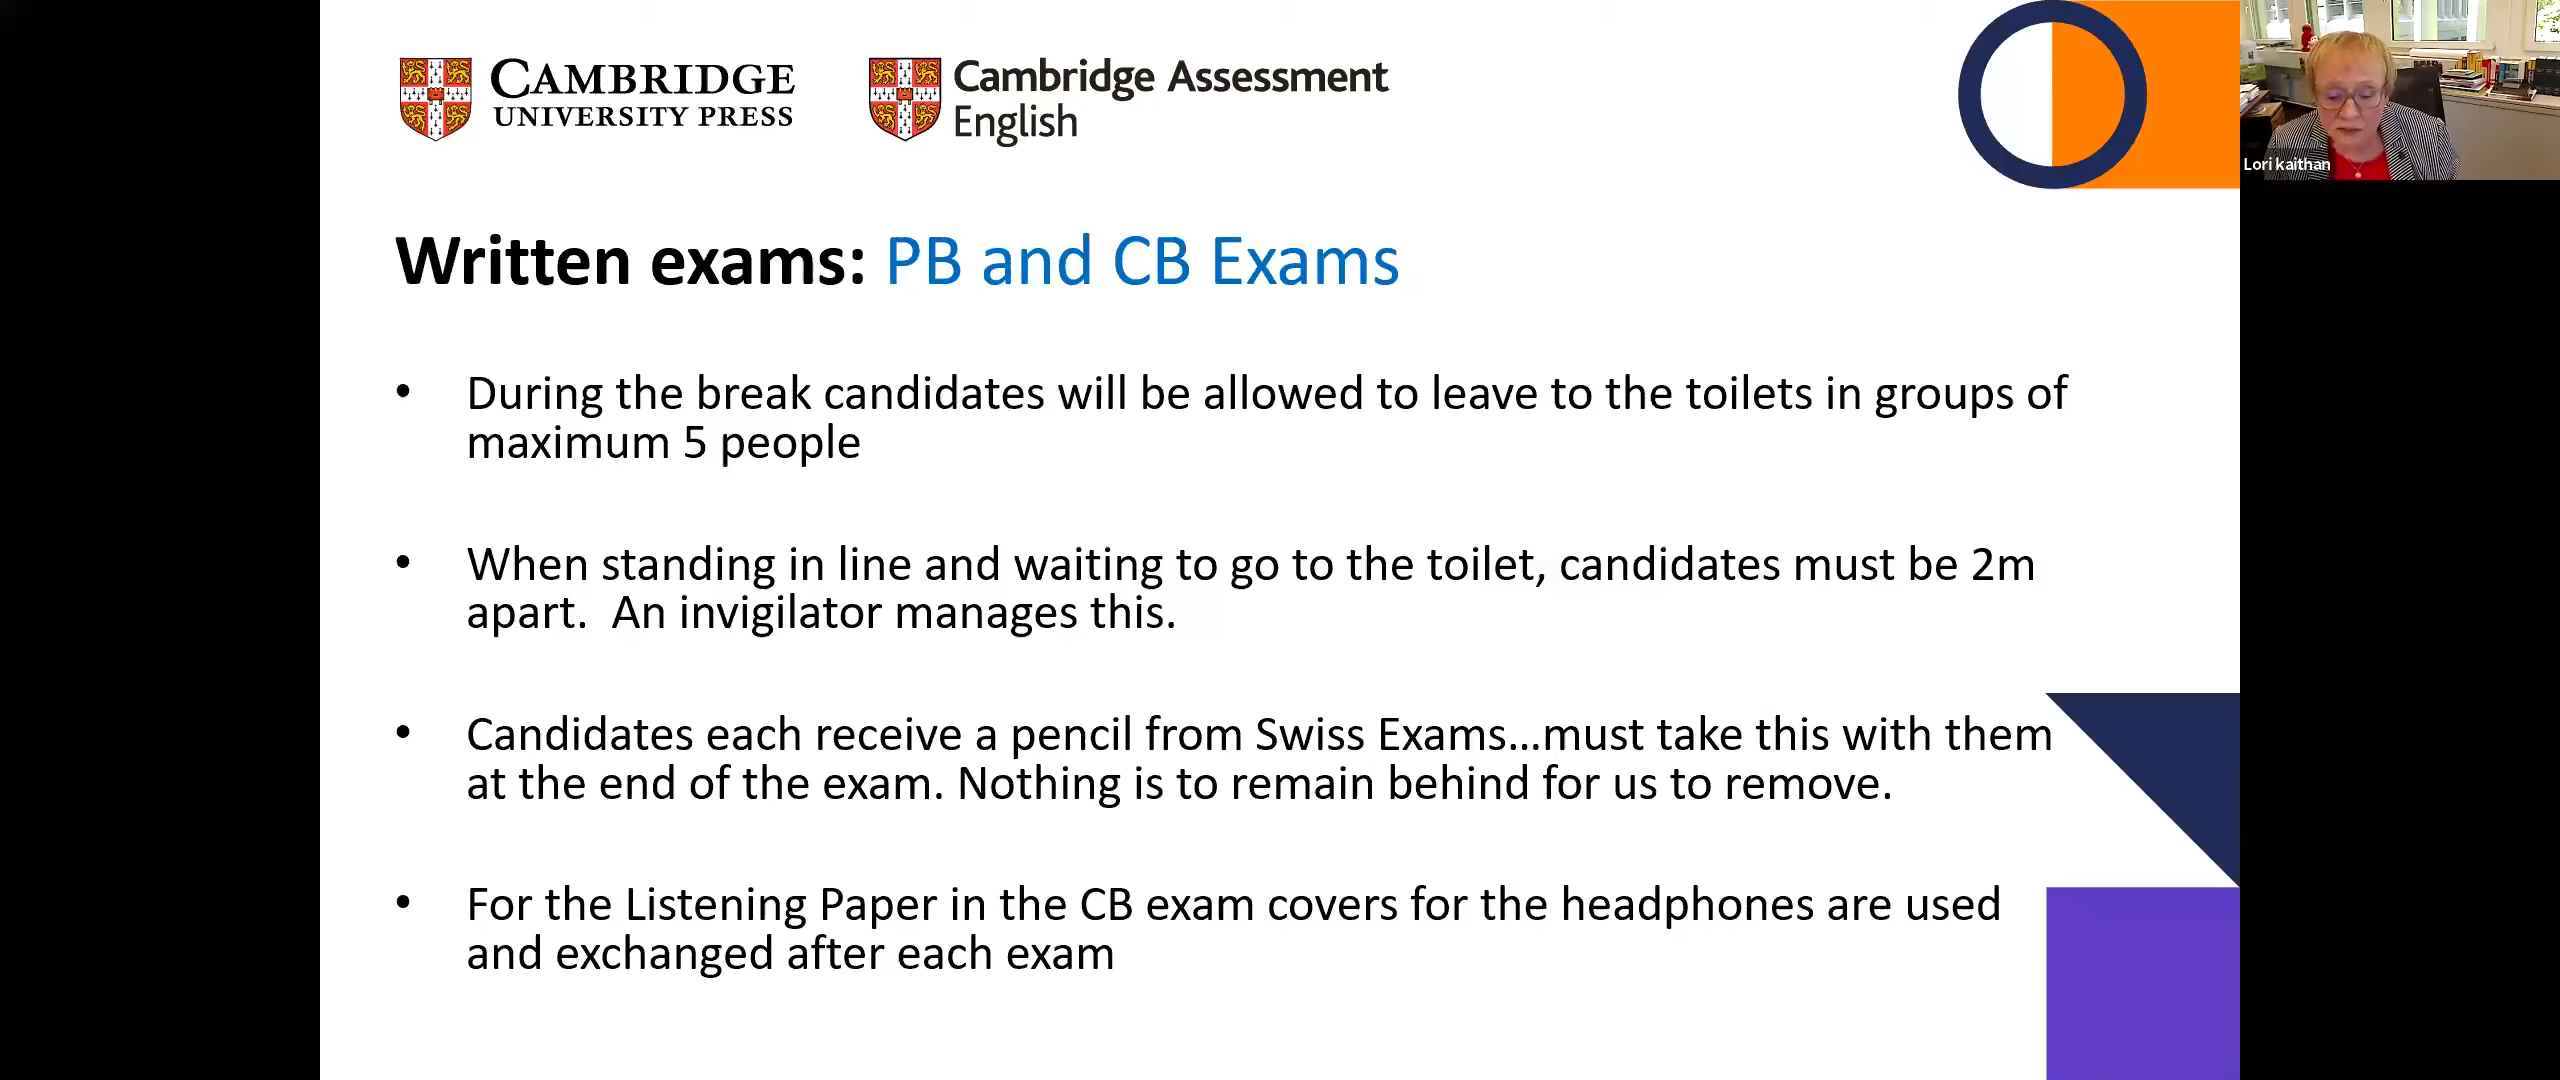 CAMBRIDGE
UNIVERSITY PRESS
Cambridge Assessment
English
Lori kaithan
Written exams: PB and CB Exams
• During the break candidates will be allowed to leave to the toilets in groups of
maximum 5 people
• When standing in line and waiting to go to the toilet, candidates must be 2m
apart.  An invigilator manages this.
• Candidates each receive a pencil from Swiss Exams...must take this with them
at the end of the exam. Nothing is to remain behind for us to remove.
• For the Listening Paper in the CB exam covers for the headphones are used
and exchanged after each exam